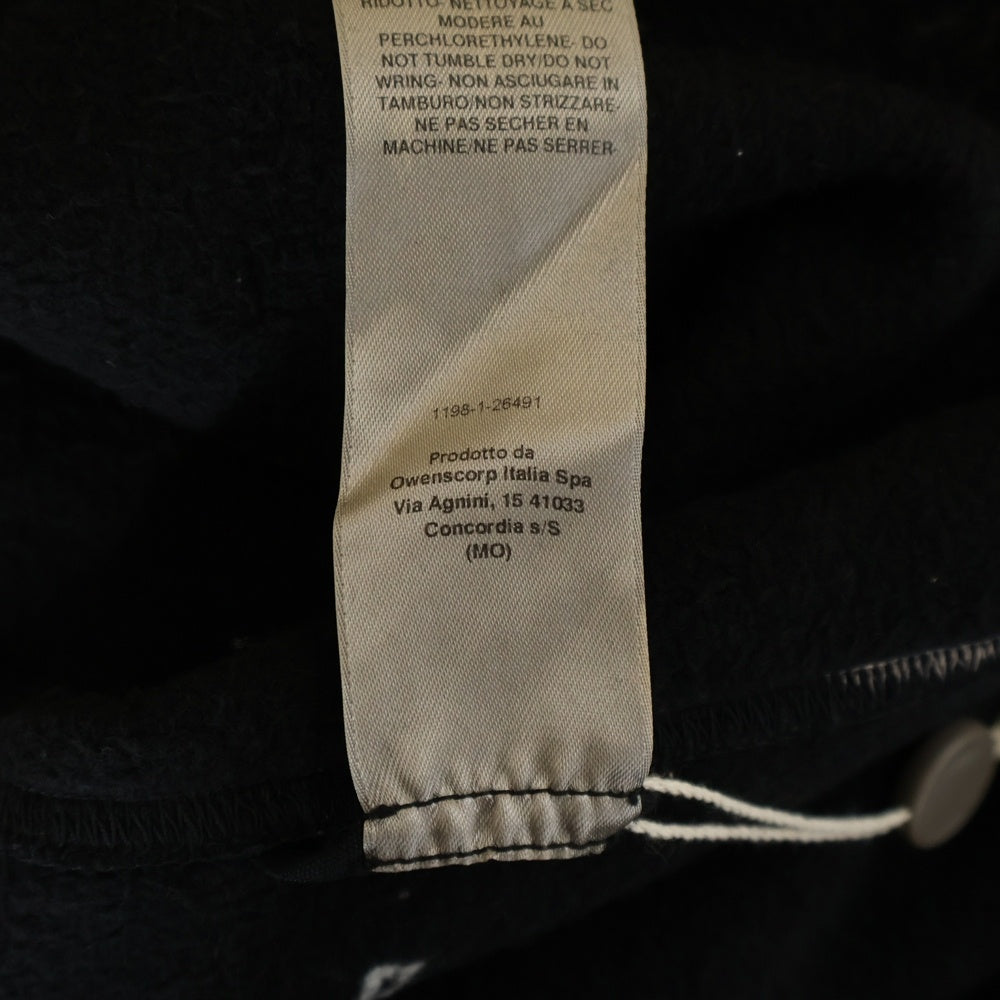 RIDOTTO- NETTOYAGE A SEC
MODERE AU
PERCHLORETHYLENE- DO
NOT TUMBLE DRY/DO NOT
WRING- NON ASCIUGARE IN
TAMBURO/NON STRIZZARE-
NE PAS SECHER EN
MACHINE/NE PAS SERRER-
1198-1-26491
Prodotto da
Owenscorp Italia Spa
Via Agnini, 15 41033
Concordia s/S
(MO)